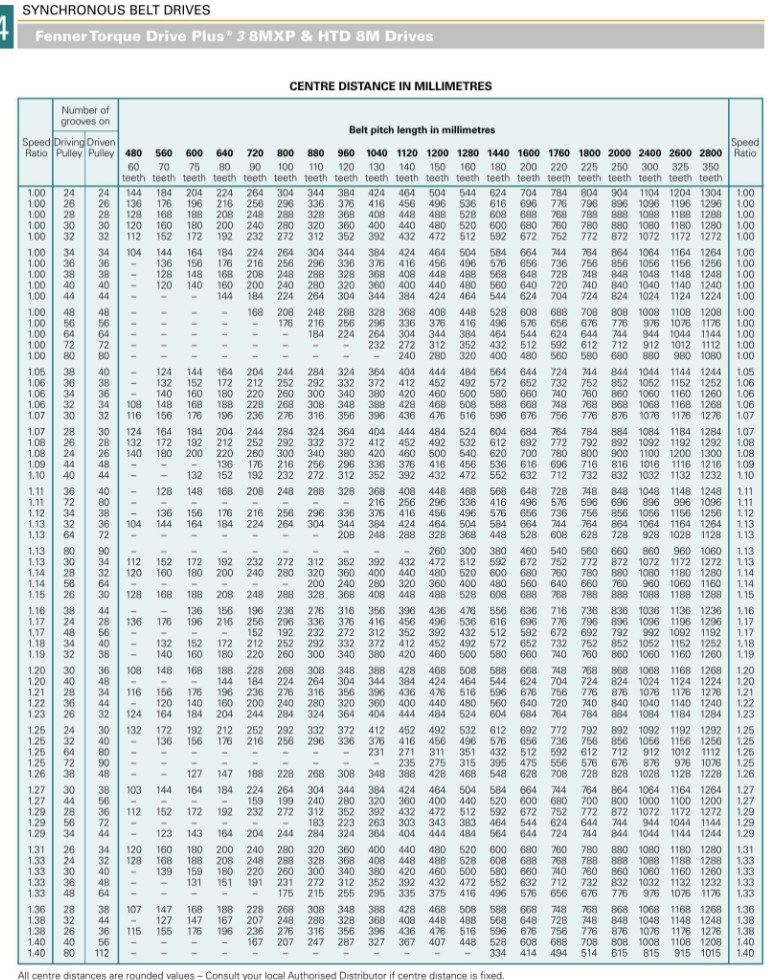 4
SYNCHRONOUS BELT DRIVES
Fenner Torque Drive Plus® 3 8MXP & HTD 8M Drives
CENTRE DISTANCE IN MILLIMETRES
Number of
grooves on
Belt pitch length in millimetres
Speed Driving Driven Speed
Ratio Pulley Pulley 480 560 600 640 720 800 880 960 1040 1120 1200 1280 1440 1600 1760 1800 2000 2400 2600 2800 Ratio
60 70 75 80 90 100 110 120 130 140 150 160 180 200 220 225 250 300 325 350
teeth teeth teeth teeth teeth teeth teeth teeth teeth teeth teeth teeth teeth teeth teeth teeth teeth teeth teeth teeth
1.00 24 24 144 184 204 224 264 304 344 384 424 464 504 544 624 704 784 804 904 1104 1204 1304 1.00
1.00 26 26 136 176 196 216 256 296 336 376 416 456 496 536 616 696 776 796 896 1096 1196 1296 1.00
1.00 28 28 128 168 188 208 248 288 328 368 408 448 488 528 608 688 768 788 888 1088 1188 1288 1.00
1.00 30 30 120 160 180 200 240 280 320 360 400 440 480 520 600 680 760 780 880 1080 1180 1280 1.00
1.00 32 32 112 152 172 192 232 272 312 352 392 432 472 512 592 672 752 772 872 1072 1172 1272 1.00
1.00 34 34 104 144 164 184 224 264 304 344 384 424 464 504 584 664 744 764 864 1064 1164 1264 1.00
1.00 36 36 – 136 156 176 216 256 296 336 376 416 456 496 576 656 736 756 856 1056 1156 1256 1.00
1.00 38 38 – 128 148 168 208 248 288 328 368 408 448 488 568 648 728 748 848 1048 1148 1248 1.00
1.00 40 40 – 120 140 160 200 240 280 320 360 400 440 480 560 640 720 740 840 1040 1140 1240 1.00
1.00 44 44 – – – 144 184 224 264 304 344 384 424 464 544 624 704 724 824 1024 1124 1224 1.00
1.00 48 48 – – – – 168 208 248 288 328 368 408 448 528 608 688 708 808 1008 1108 1208 1.00
1.00 56 56 – – – – – 176 216 256 296 336 376 416 496 576 656 676 776 976 1076 1176 1.00
1.00 64 64 – – – – – – 184 224 264 304 344 384 464 544 624 644 744 944 1044 1144 1.00
1.00 72 72 – – – – – – – – 232 272 312 352 432 512 592 612 712 912 1012 1112 1.00
1.00 80 80 – – – – – – – – – 240 280 320 400 480 560 580 680 880 980 1080 1.00
1.05 38 40 – 124 144 164 204 244 284 324 364 404 444 484 564 644 724 744 844 1044 1144 1244 1.05
1.06 36 38 – 132 152 172 212 252 292 332 372 412 452 492 572 652 732 752 852 1052 1152 1252 1.06
1.06 34 36 – 140 160 180 220 260 300 340 380 420 460 500 580 660 740 760 860 1060 1160 1260 1.06
1.06 32 34 108 148 168 188 228 268 308 348 388 428 468 508 588 668 748 768 868 1068 1168 1268 1.06
1.07 30 32 116 156 176 196 236 276 316 356 396 436 476 516 596 676 756 776 876 1076 1176 1276 1.07
1.07 28 30 124 164 184 204 244 284 324 364 404 444 484 524 604 684 764 784 884 1084 1184 1284 1.07
1.08 26 28 132 172 192 212 252 292 332 372 412 452 492 532 612 692 772 792 892 1092 1192 1292 1.08
1.08 24 26 140 180 200 220 260 300 340 380 420 460 500 540 620 700 780 800 900 1100 1200 1300 1.08
1.09 44 48 – – – 136 176 216 256 296 336 376 416 456 536 616 696 716 816 1016 1116 1216 1.09
1.10 40 44 – – 132 152 192 232 272 312 352 392 432 472 552 632 712 732 832 1032 1132 1232 1.10
1.11 36 40 – 128 148 168 208 248 288 328 368 408 448 488 568 648 728 748 848 1048 1148 1248 1.11
1.11 72 80 – – – – – – – – 216 256 296 336 416 496 576 596 696 896 996 1096 1.11
1.12 34 38 – 136 156 176 216 256 296 336 376 416 456 496 576 656 736 756 856 1056 1156 1256 1.12
1.13 32 36 104 144 164 184 224 264 304 344 384 424 464 504 584 664 744 764 864 1064 1164 1264 1.13
1.13 64 72 – – – – – – – 208 248 288 328 368 448 528 608 628 728 928 1028 1128 1.13
1.13 80 90 – – – – – – – – – – 260 300 380 460 540 560 660 860 960 1060 1.13
1.13 30 34 112 152 172 192 232 272 312 352 392 432 472 512 592 672 752 772 872 1072 1172 1272 1.13
1.14 28 32 120 160 180 200 240 280 320 360 400 440 480 520 600 680 760 780 880 1080 1180 1280 1.14
1.14 56 64 – – – – – – 200 240 280 320 360 400 480 560 640 660 760 960 1060 1160 1.14
1.15 26 30 128 168 188 208 248 288 328 368 408 448 488 528 608 688 768 788 888 1088 1188 1288 1.15
1.16 38 44 – – 136 156 196 236 276 316 356 396 436 476 556 636 716 736 836 1036 1136 1236 1.16
1.17 24 28 136 176 196 216 256 296 336 376 416 456 496 536 616 696 776 796 896 1096 1196 1296 1.17
1.17 48 56 – – – – 152 192 232 272 312 352 392 432 512 592 672 692 792 992 1092 1192 1.17
1.18 34 40 – 132 152 172 212 252 292 332 372 412 452 492 572 652 732 752 852 1052 1152 1252 1.18
1.19 32 38 – 140 160 180 220 260 300 340 380 420 460 500 580 660 740 760 860 1060 1160 1260 1.19
1.20 30 36 108 148 168 188 228 268 308 348 388 428 468 508 588 668 748 768 868 1068 1168 1268 1.20
1.20 40 48 – – – 144 184 224 264 304 344 384 424 464 544 624 704 724 824 1024 1124 1224 1.20
1.21 28 34 116 156 176 196 236 276 316 356 396 436 476 516 596 676 756 776 876 1076 1176 1276 1.21
1.22 36 44 – 120 140 160 200 240 280 320 360 400 440 480 560 640 720 740 840 1040 1140 1240 1.22
1.23 26 32 124 164 184 204 244 284 324 364 404 444 484 524 604 684 764 784 884 1084 1184 1284 1.23
1.25 24 30 132 172 192 212 252 292 332 372 412 452 492 532 612 692 772 792 892 1092 1192 1292 1.25
1.25 32 40 – 136 156 176 216 256 296 336 376 416 456 496 576 656 736 756 856 1056 1156 1256 1.25
1.25 64 80 – – – – – – – – 231 271 311 351 432 512 592 612 712 912 1012 1112 1.25
1.25 72 90 – – – – – – – – – 235 275 315 395 475 556 576 676 876 976 1076 1.25
1.26 38 48 – – 127 147 188 228 268 308 348 388 428 468 548 628 708 728 828 1028 1128 1228 1.26
1.27 30 38 103 144 164 184 224 264 304 344 384 424 464 504 584 664 744 764 864 1064 1164 1264 1.27
1.27 44 56 – – – – 159 199 240 280 320 360 400 440 520 600 680 700 800 1000 1100 1200 1.27
1.29 28 36 112 152 172 192 232 272 312 352 392 432 472 512 592 672 752 772 872 1072 1172 1272 1.29
1.29 56 72 – – – – – – 183 223 263 303 343 383 464 544 624 644 744 944 1044 1144 1.29
1.29 34 44 – 123 143 164 204 244 284 324 364 404 444 484 564 644 724 744 844 1044 1144 1244 1.29
1.31 26 34 120 160 180 200 240 280 320 360 400 440 480 520 600 680 760 780 880 1080 1180 1280 1.31
1.33 24 32 128 168 188 208 248 288 328 368 408 448 488 528 608 688 768 788 888 1088 1188 1288 1.33
1.33 30 40 – 139 159 180 220 260 300 340 380 420 460 500 580 660 740 760 860 1060 1160 1260 1.33
1.33 36 48 – – 131 151 191 231 272 312 352 392 432 472 552 632 712 732 832 1032 1132 1232 1.33
1.33 48 64 – – – – – 175 215 255 295 335 375 416 496 576 656 676 776 976 1076 1176 1.33
1.36 28 38 107 147 168 188 228 268 308 348 388 428 468 508 588 668 748 768 868 1068 1168 1268 1.36
1.38 32 44 – 127 147 167 207 248 288 328 368 408 448 488 568 648 728 748 848 1048 1148 1248 1.38
1.38 26 36 115 155 176 196 236 276 316 356 396 436 476 516 596 676 756 776 876 1076 1176 1276 1.38
1.40 40 56 – – – – 167 207 247 287 327 367 407 448 528 608 688 708 808 1008 1108 1208 1.40
1.40 80 112 – – – – – – – – – – – – 334 414 494 514 615 815 915 1015 1.40
All centre distances are rounded values – Consult your local Authorised Distributor if centre distance is fixed.